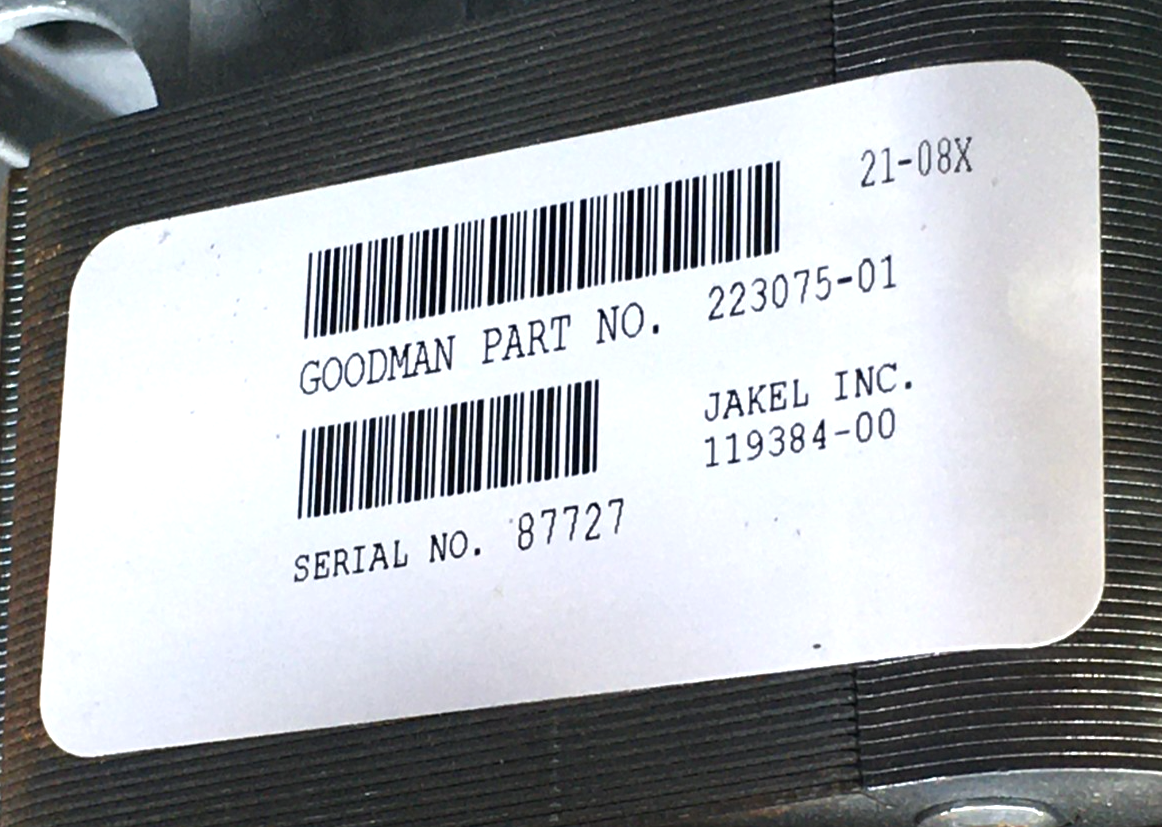 21-08X
GOODMAN PART NO. 223075-01
JAKEL INC.
119384-00
SERIAL NO. 87727